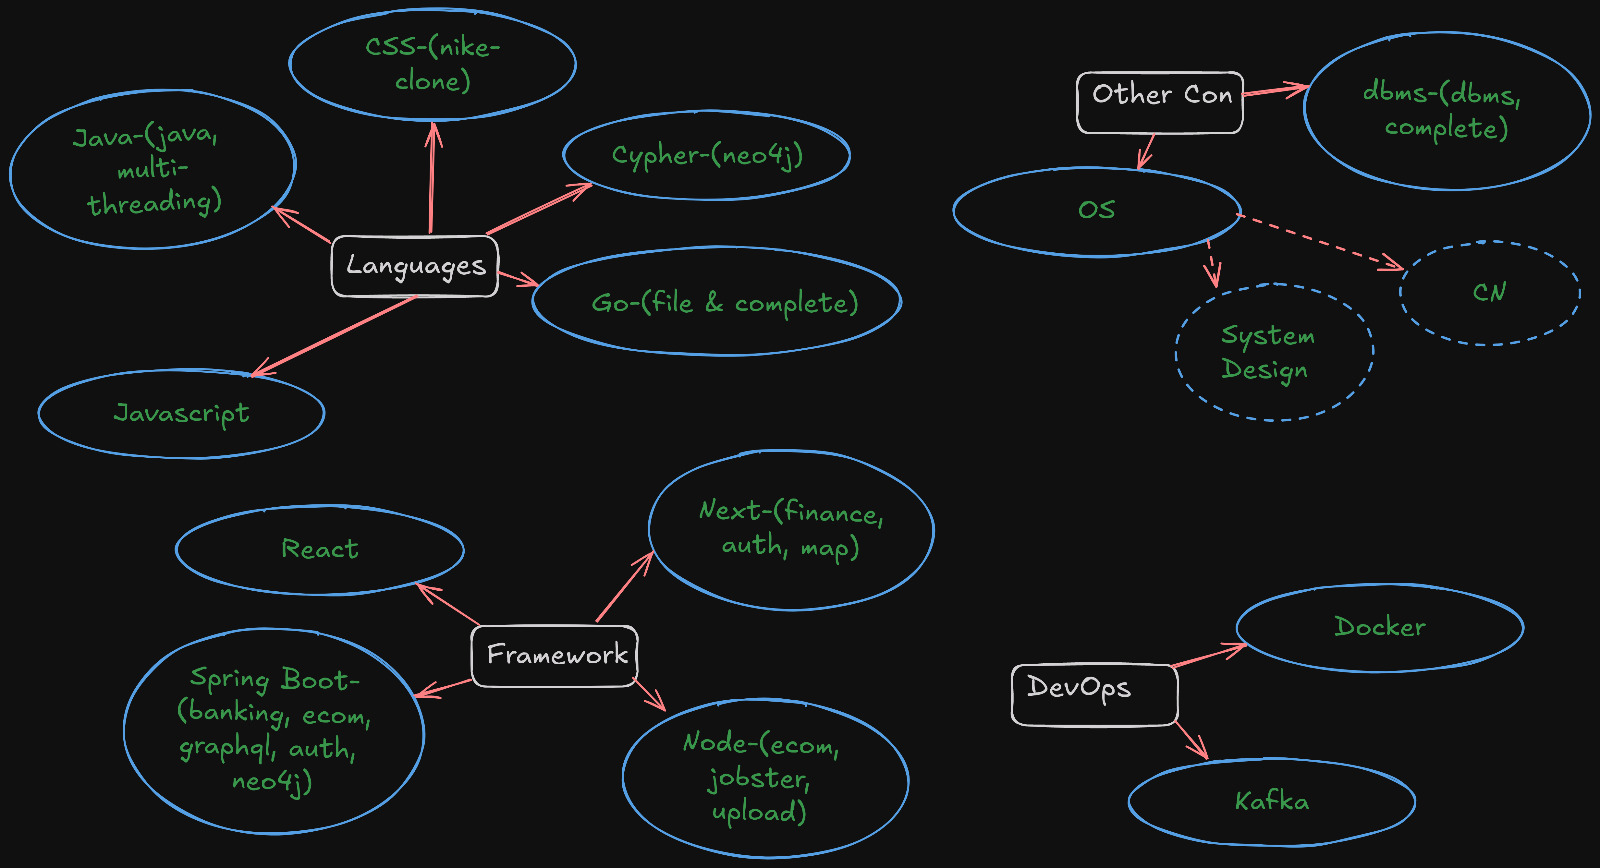 CSS-(nike-
clone)
Java-(java,
multi-
threading)
Cypher-(neo4j)
Languages
Go-(file & complete)
Javascript
Other Con
dbms-(dbms,
complete)
OS
CN
System
Design
Next-(finance,
auth, map)
React
Framework
Spring Boot-
(banking, ecom,
graphql, auth,
neo4j)
Node-(ecom,
jobster,
upload)
Docker
DevOps
Kafka